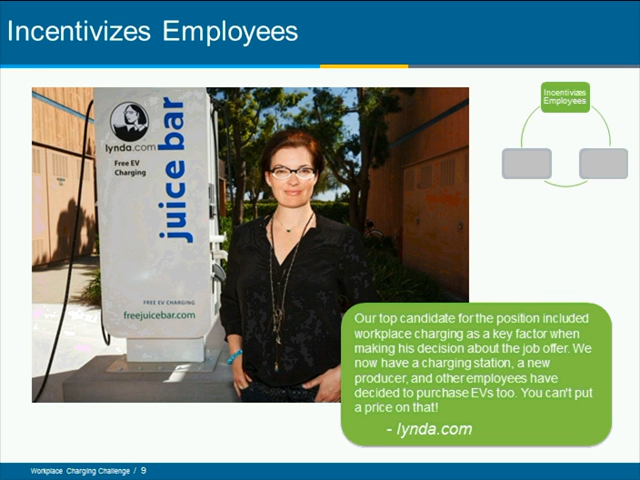 Incentivizes Employees
Incentivizes
Employees
lynda.com
Free EV
Charging
juice bar
FREE EV CHARGING
freejuicebar.com
Our top candidate for the position included
workplace charging as a key factor when
making his decision about the job offer. We
now have a charging station, a new
producer, and other employees have
decided to purchase EVs too. You can't put
a price on that!
- lynda.com
Workplace Charging Challenge / 9